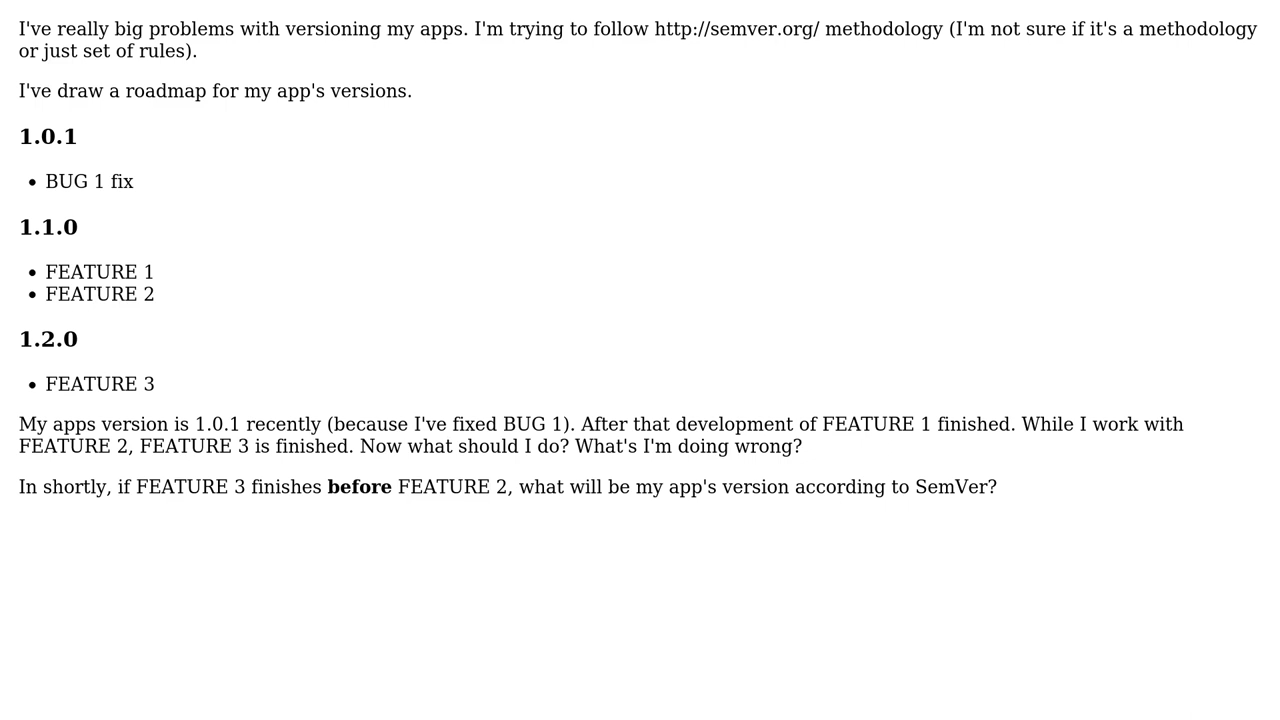 I've really big problems with versioning my apps. I'm trying to follow http://semver.org/ methodology (I'm not sure if it's a methodology
or just set of rules).
I've draw a roadmap for my app's versions.
1.0.1
• BUG 1 fix
1.1.0
• FEATURE 1
• FEATURE 2
1.2.0
• FEATURE 3
My apps version is 1.0.1 recently (because I've fixed BUG 1). After that development of FEATURE 1 finished. While I work with
FEATURE 2, FEATURE 3 is finished. Now what should I do? What's I'm doing wrong?
In shortly, if FEATURE 3 finishes before FEATURE 2, what will be my app's version according to SemVer?